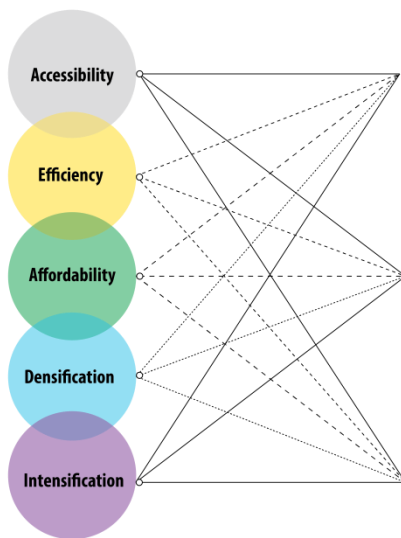 Accessibility
Efficiency
Affordability
Densification
Intensification